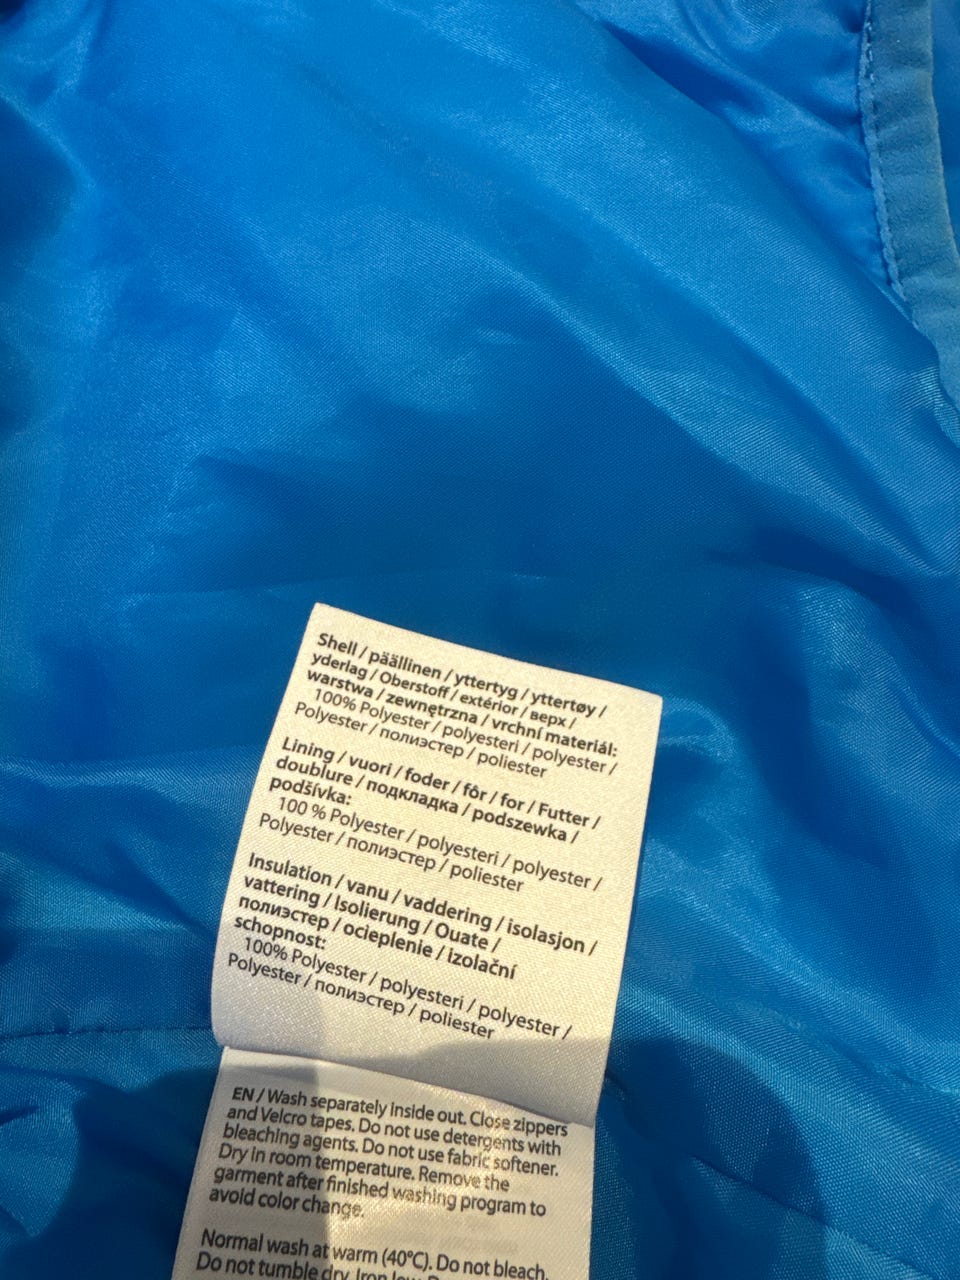 Shell / päällinen / yttertyg / yttertøy /
yderlag / Oberstoff / extérior / верх /
warstwa / zewnętrzna / vrchní materiál:
100% Polyester / polyesteri / polyester /
Polyester / полиэстер / poliester
Lining / vuori / foder / fôr / for / Futter /
doublure / подкладка / podszewka /
podšívka:
100 % Polyester / polyesteri / polyester /
Polyester / полиэстер / poliester
Insulation / vanu / vaddering / isolasjon /
vattering / Isolierung / Ouate /
полиэстер / ocieplenie / izolační
schopnost:
100% Polyester / polyesteri / polyester /
Polyester / полиэстер / poliester
EN / Wash separately inside out. Close zippers
and Velcro tapes. Do not use detergents with
bleaching agents. Do not use fabric softener.
Dry in room temperature. Remove the
garment after finished washing program to
avoid color change.
Normal wash at warm (40°C). Do not bleach.
Do not tumble dry. Iron low.